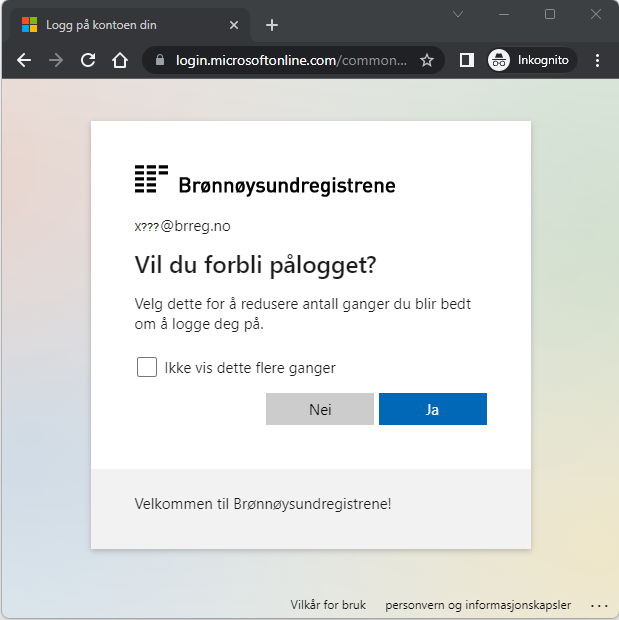 Logg på kontoen din
login.microsoftonline.com/common...
Inkognito
Brønnøysundregistrene
x???@brreg.no
Vil du forbli pålogget?
Velg dette for å redusere antall ganger du blir bedt
om å logge deg på.
Ikke vis dette flere ganger
Nei
Ja
Velkommen til Brønnøysundregistrene!
Vilkår for bruk
personvern og informasjonskapsler
...